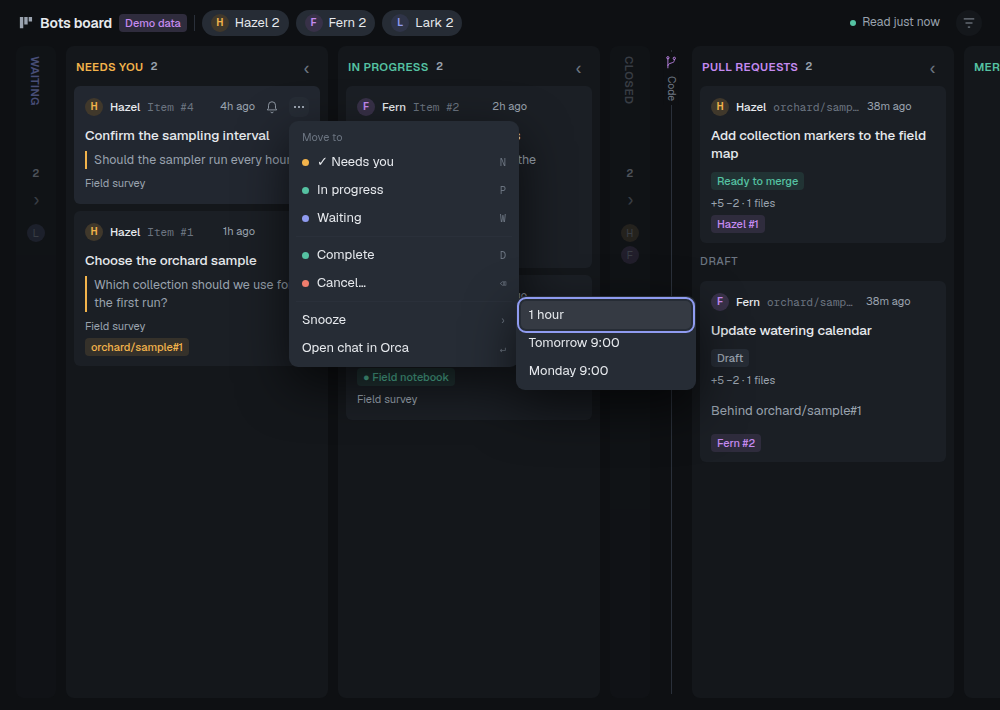 Bots board
Demo data
H Hazel 2
F Fern 2
L Lark 2
Read just now
WAITING
2
L
NEEDS YOU 2
H Hazel Item #4 4h ago
Confirm the sampling interval
Should the sampler run every hour
Field survey
H Hazel Item #1 1h ago
Choose the orchard sample
Which collection should we use fo
the first run?
Field survey
orchard/sample#1
IN PROGRESS 2
F Fern Item #2 2h ago
the
Field notebook
Field survey
Move to
✓ Needs you N
In progress P
Waiting W
Complete D
Cancel… ⌫
Snooze ›
Open chat in Orca ↵
1 hour
Tomorrow 9:00
Monday 9:00
CLOSED
2
H
F
Code
PULL REQUESTS 2
H Hazel orchard/samp… 38m ago
Add collection markers to the field
map
Ready to merge
+5 −2 · 1 files
Hazel #1
DRAFT
F Fern orchard/samp… 38m ago
Update watering calendar
Draft
+5 −2 · 1 files
Behind orchard/sample#1
Fern #2
MER